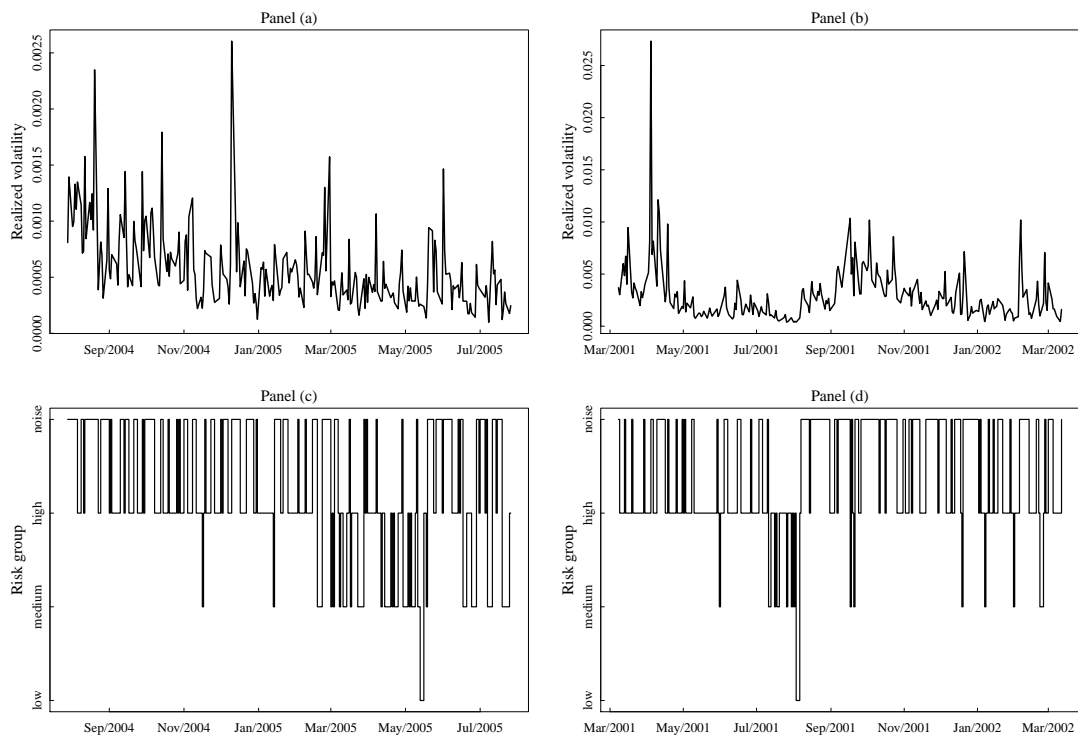 Panel (a)
Realized volatility
0.0000
0.0005
0.0010
0.0015
0.0020
0.0025
Sep/2004
Nov/2004
Jan/2005
Mar/2005
May/2005
Jul/2005
Panel (b)
Realized volatility
0.000
0.005
0.010
0.015
0.020
0.025
Mar/2001
May/2001
Jul/2001
Sep/2001
Nov/2001
Jan/2002
Mar/2002
Panel (c)
Risk group
low
medium
high
noise
Sep/2004
Nov/2004
Jan/2005
Mar/2005
May/2005
Jul/2005
Panel (d)
Risk group
low
medium
high
noise
Mar/2001
May/2001
Jul/2001
Sep/2001
Nov/2001
Jan/2002
Mar/2002